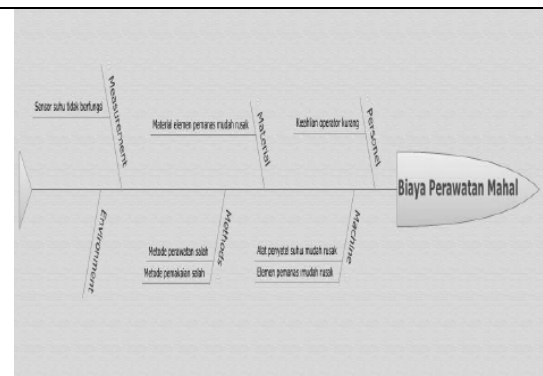 Measurement
Sensor suhu tidak berfungsi
Material
Material elemen pemanas mudah rusak
Personel
Keahlian operator kurang
Biaya Perawatan Mahal
Environment
Methods
Metode perawatan salah
Metode pemakaian salah
Machine
Alat penyetel suhu mudah rusak
Elemen pemanas mudah rusak